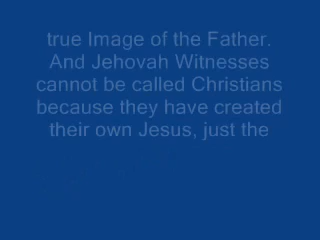 true Image of the Father.
And Jehovah Witnesses
cannot be called Christians
because they have created
their own Jesus, just the